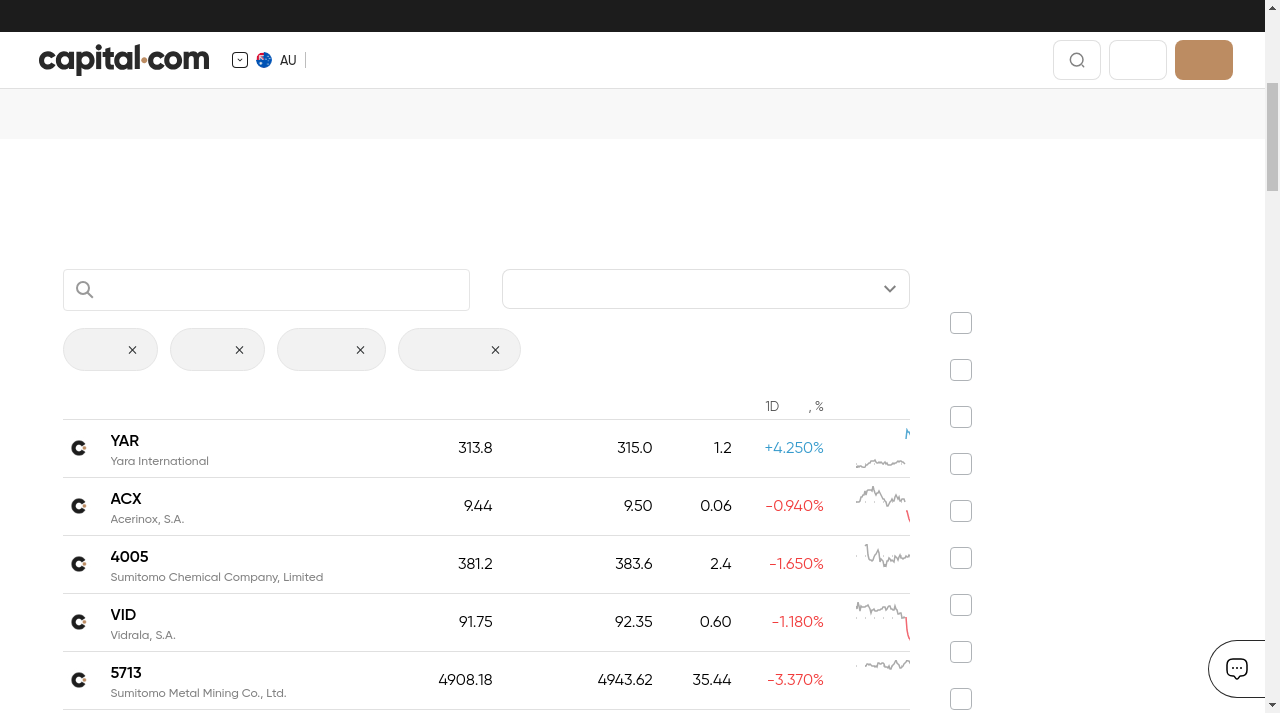 capital.com
AU
1D , %
YAR
Yara International
313.8 315.0 1.2 +4.250%
ACX
Acerinox, S.A.
9.44 9.50 0.06 -0.940%
4005
Sumitomo Chemical Company, Limited
381.2 383.6 2.4 -1.650%
VID
Vidrala, S.A.
91.75 92.35 0.60 -1.180%
5713
Sumitomo Metal Mining Co., Ltd.
4908.18 4943.62 35.44 -3.370%